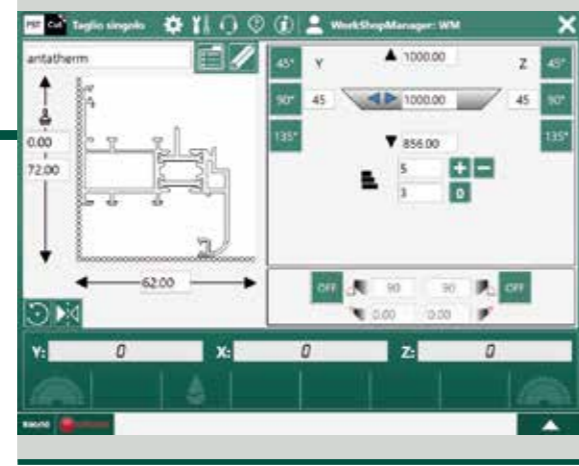 PST Cut Taglio singolo WorkShopManager: WM
antatherm
45° Y 1000.00 Z 45°
90° 45 1000.00 45 90°
135° 856.00 135°
0.00
72.00
5 + −
3 0
62.00
OFF 90 90 OFF
0.00 0.00
Y: 0 X: 0 Z: 0